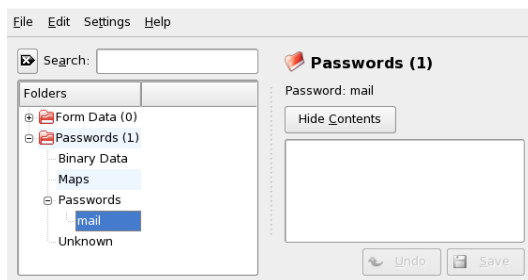 File Edit Settings Help
Search:
Folders
Form Data (0)
Passwords (1)
Binary Data
Maps
Passwords
mail
Unknown
Passwords (1)
Password: mail
Hide Contents
Undo Save